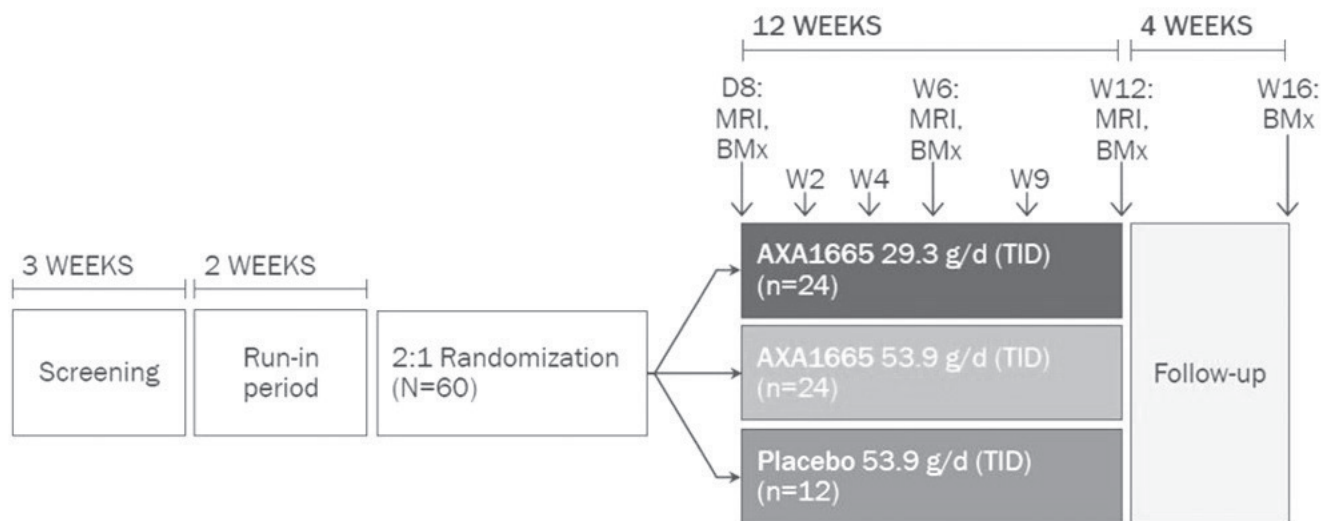 12 WEEKS
4 WEEKS
D8:
MRI,
BMx
W6:
MRI,
BMx
W12:
MRI,
BMx
W16:
BMx
W2
W4
W9
3 WEEKS
2 WEEKS
Screening
Run-in
period
2:1 Randomization
(N=60)
AXA1665 29.3 g/d (TID)
(n=24)
AXA1665 53.9 g/d (TID)
(n=24)
Placebo 53.9 g/d (TID)
(n=12)
Follow-up